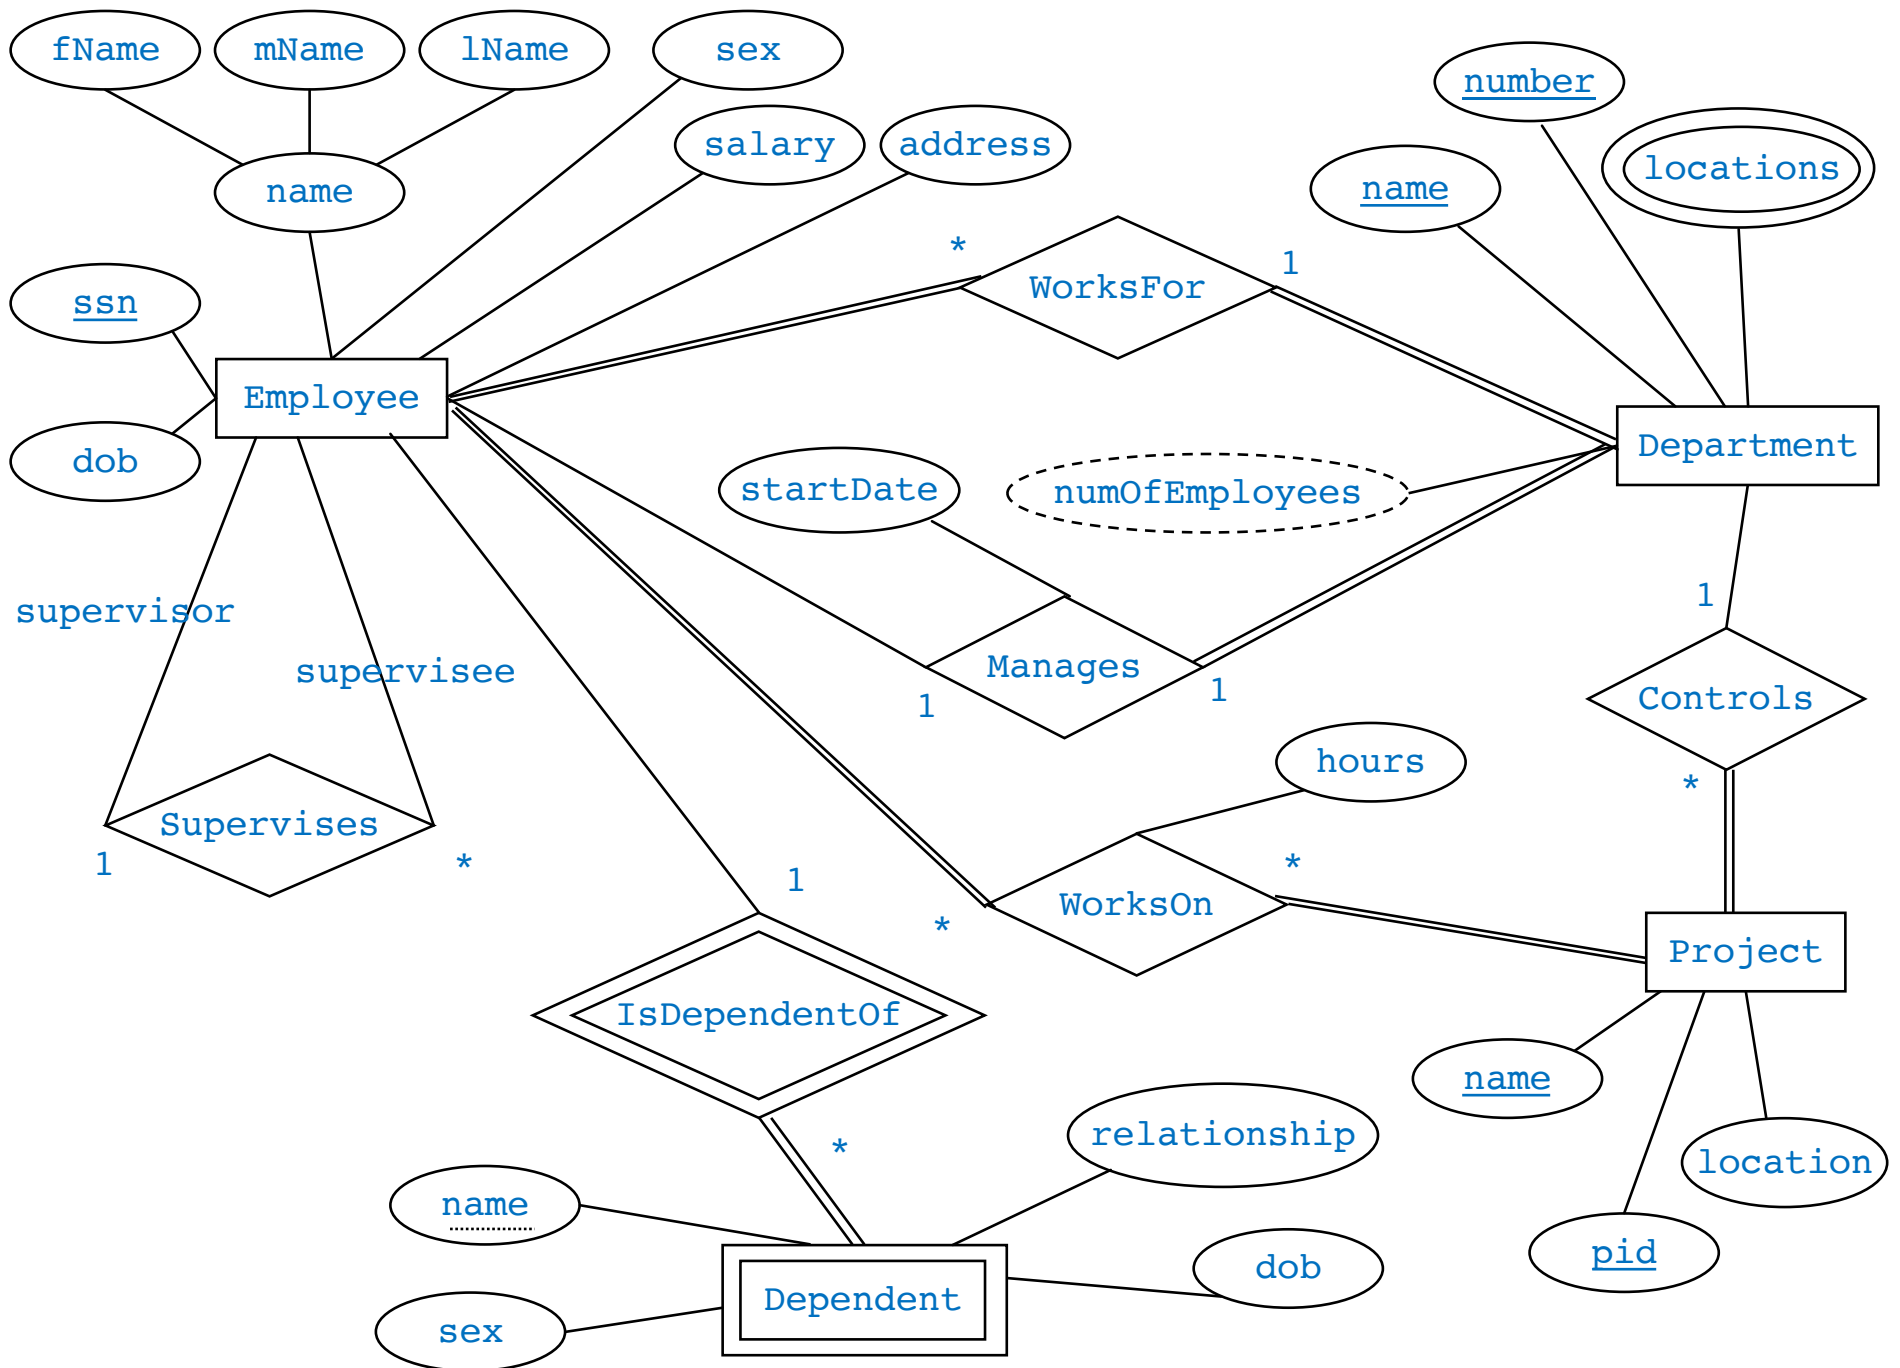 fName
mName
lName
sex
number
salary
address
locations
name
name
*
1
WorksFor
ssn
Employee
dob
Department
startDate
numOfEmployees
supervisor
supervisee
1
Manages
1
1
Controls
*
hours
Supervises
1
*
1
*
WorksOn
*
Project
IsDependentOf
name
location
pid
*
relationship
name
dob
Dependent
sex